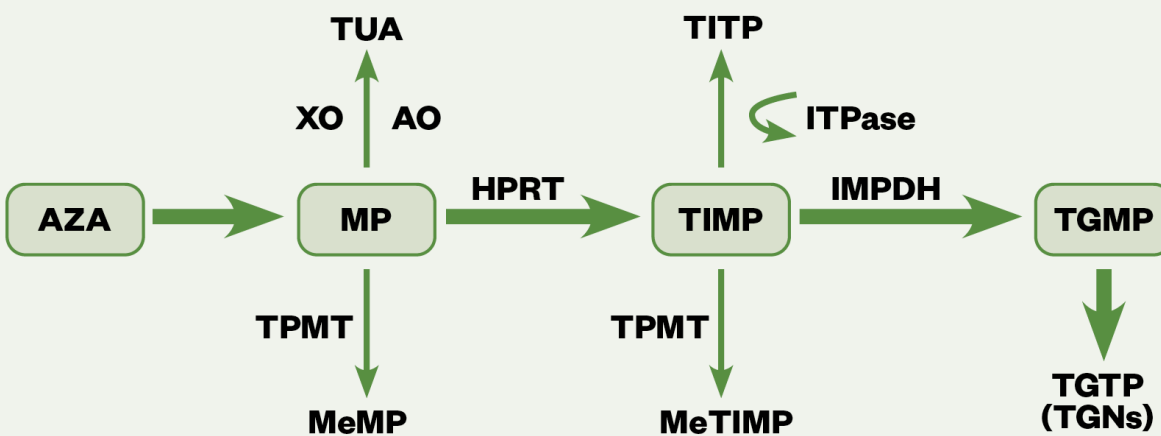 TUA
TITP
XO
AO
ITPase
HPRT
IMPDH
AZA
MP
TIMP
TGMP
TPMT
TPMT
TGTP
(TGNs)
MeMP
MeTIMP